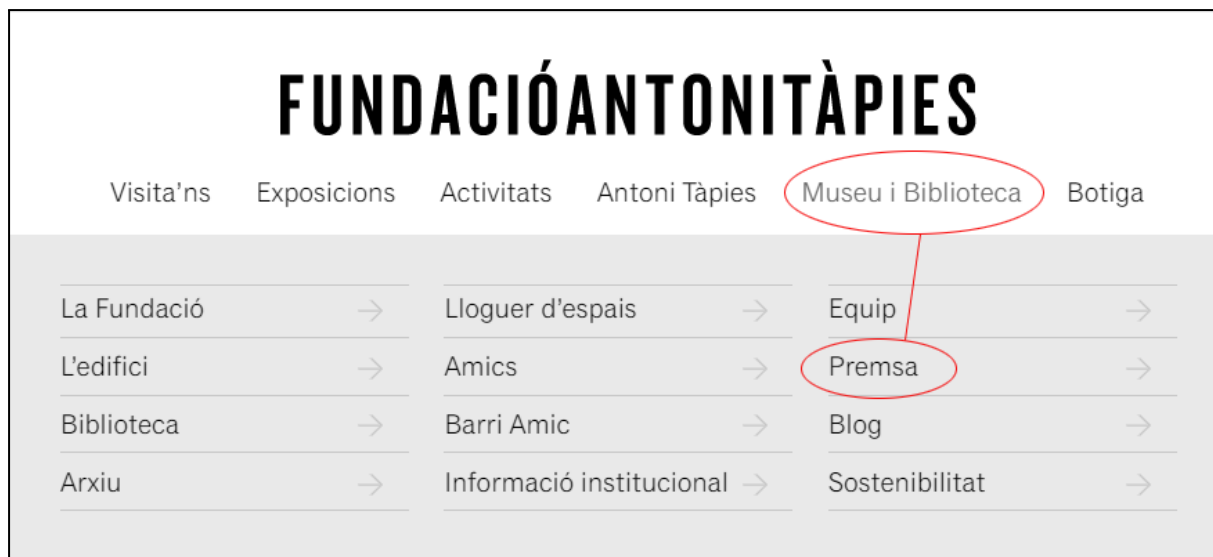 FUNDACIÓANTONITÀPIES
Visita’ns Exposicions Activitats Antoni Tàpies Museu i Biblioteca Botiga
La Fundació Lloguer d’espais Equip
L’edifici Amics Premsa
Biblioteca Barri Amic Blog
Arxiu Informació institucional Sostenibilitat